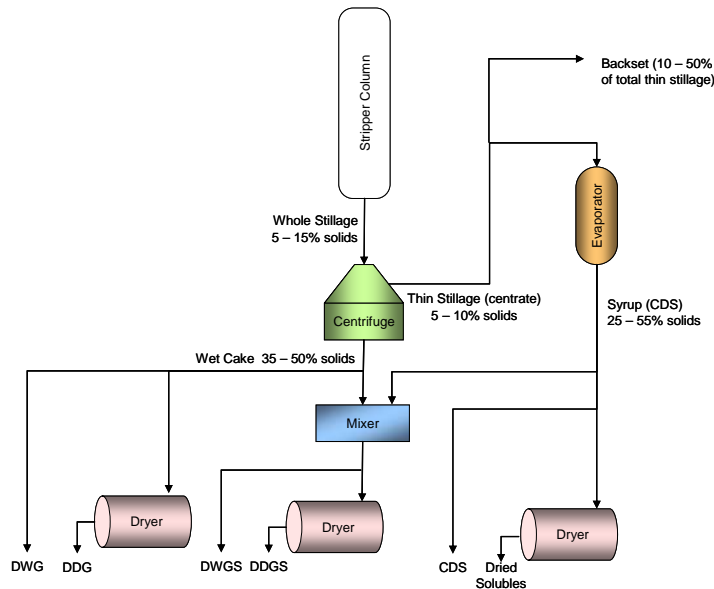 Stripper Column
Backset (10 – 50%
of total thin stillage)
Evaporator
Whole Stillage
5 – 15% solids
Thin Stillage (centrate)
5 – 10% solids
Syrup (CDS)
25 – 55% solids
Centrifuge
Wet Cake 35 – 50% solids
Mixer
Dryer
Dryer
Dryer
DWG
DDG
DWGS
DDGS
CDS
Dried
Solubles